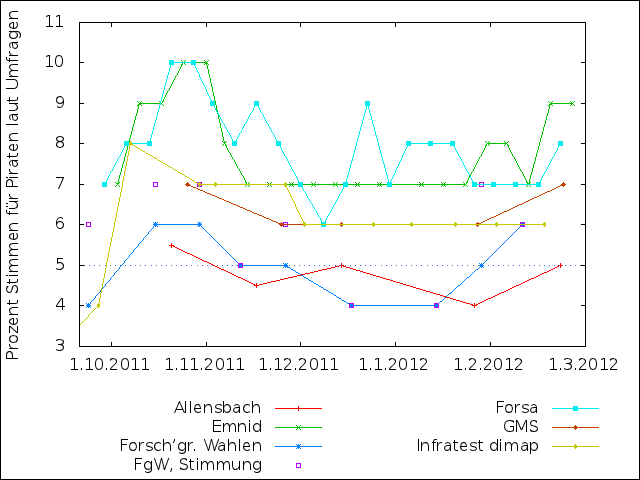 Prozent Stimmen für Piraten laut Umfragen
11
10
9
8
7
6
5
4
3
1.10.2011 1.11.2011 1.12.2011 1.1.2012 1.2.2012 1.3.2012
Allensbach
Emnid
Forsch'gr. Wahlen
FgW, Stimmung
Forsa
GMS
Infratest dimap